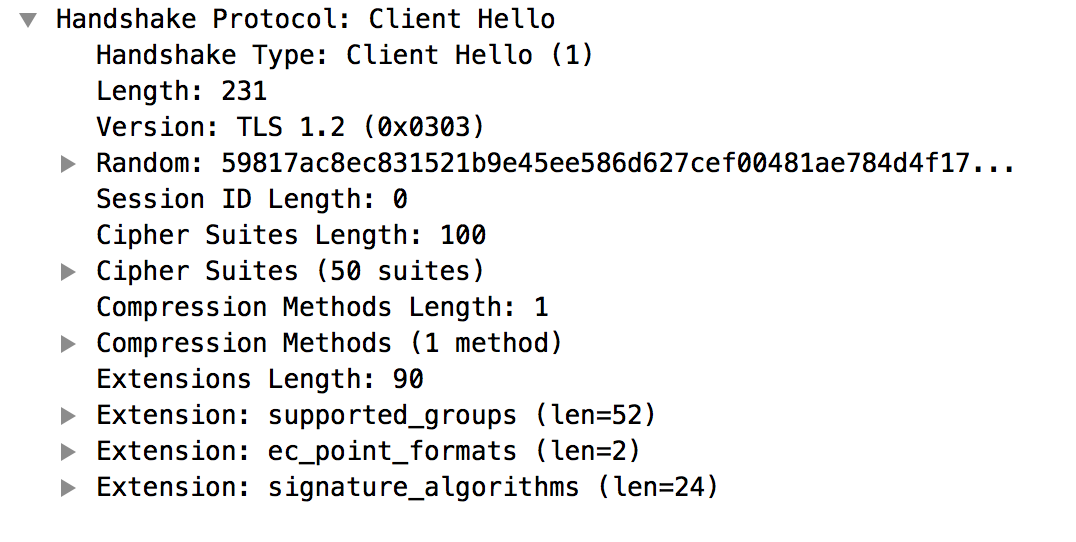 Handshake Protocol: Client Hello
Handshake Type: Client Hello (1)
Length: 231
Version: TLS 1.2 (0x0303)
Random: 59817ac8ec831521b9e45ee586d627cef00481ae784d4f17...
Session ID Length: 0
Cipher Suites Length: 100
Cipher Suites (50 suites)
Compression Methods Length: 1
Compression Methods (1 method)
Extensions Length: 90
Extension: supported_groups (len=52)
Extension: ec_point_formats (len=2)
Extension: signature_algorithms (len=24)